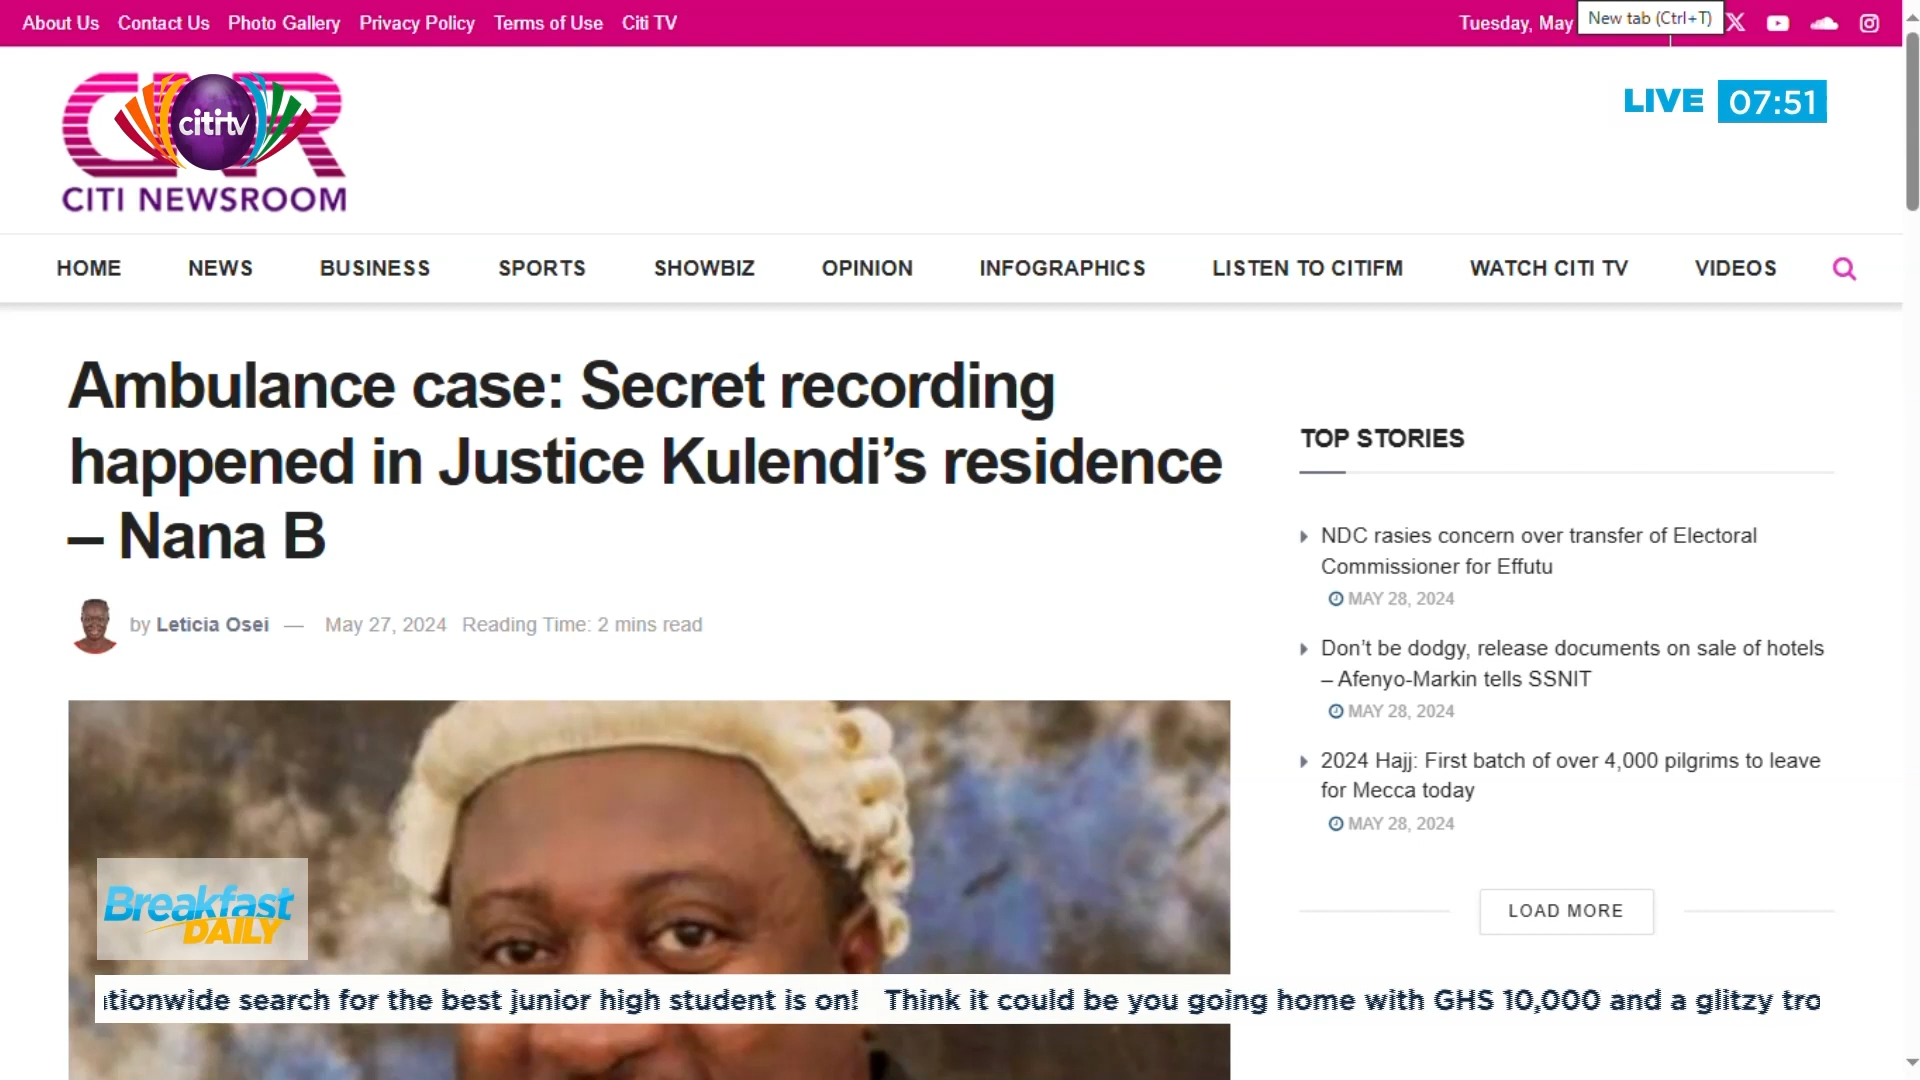 About Us Contact Us Photo Gallery Privacy Policy Terms of Use Citi TV Tuesday, May
New tab (Ctrl+T)
cititv
CITI NEWSROOM
LIVE 07:51
HOME NEWS BUSINESS SPORTS SHOWBIZ OPINION INFOGRAPHICS LISTEN TO CITIFM WATCH CITI TV VIDEOS
Ambulance case: Secret recording
happened in Justice Kulendi’s residence
– Nana B
by Leticia Osei — May 27, 2024 Reading Time: 2 mins read
TOP STORIES
NDC rasies concern over transfer of Electoral
Commissioner for Effutu
MAY 28, 2024
Don’t be dodgy, release documents on sale of hotels
– Afenyo-Markin tells SSNIT
MAY 28, 2024
2024 Hajj: First batch of over 4,000 pilgrims to leave
for Mecca today
MAY 28, 2024
LOAD MORE
Breakfast
DAILY
tionwide search for the best junior high student is on! Think it could be you going home with GHS 10,000 and a glitzy tro